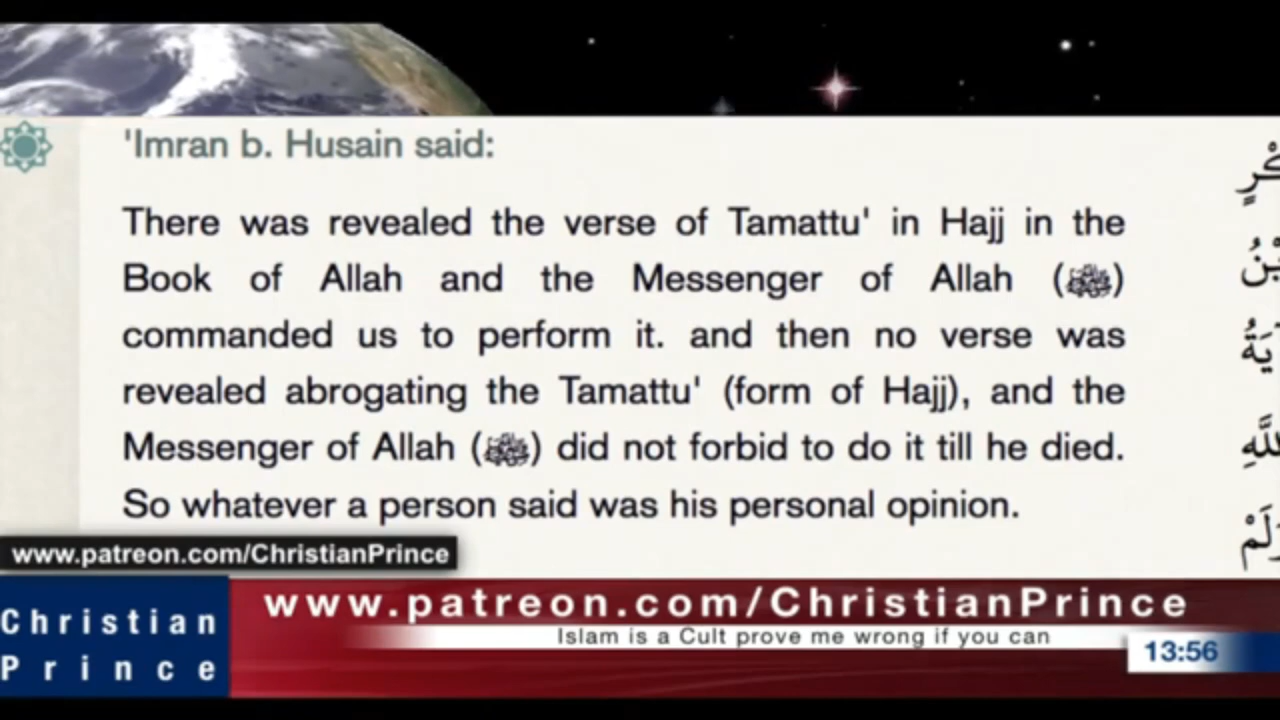 'Imran b. Husain said:
There was revealed the verse of Tamattu' in Hajj in the
Book of Allah and the Messenger of Allah (ﷺ)
commanded us to perform it. and then no verse was
revealed abrogating the Tamattu' (form of Hajj), and the
Messenger of Allah (ﷺ) did not forbid to do it till he died.
So whatever a person said was his personal opinion.
www.patreon.com/ChristianPrince
Christian
Prince
www.patreon.com/ChristianPrince
Islam is a Cult prove me wrong if you can
13:56